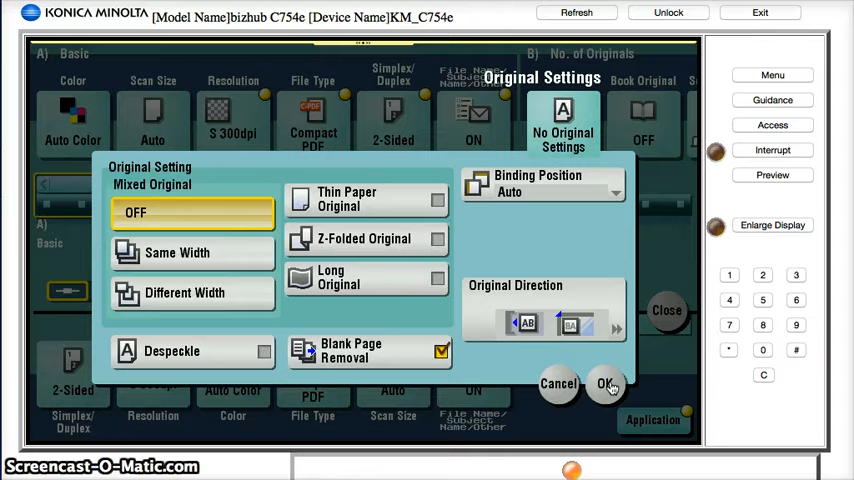 KONICA MINOLTA [Model Name]bizhub C754e [Device Name]KM_C754e
Refresh
Unlock
Exit
A) Basic
B) No. of Originals
Color
Scan Size
Resolution
File Type
Simplex/
Duplex
File Name/
Subject
Name/Other
Original Settings
Book Original
Auto Color
Auto
S 300dpi
C-PDF
Compact
PDF
2-Sided
ON
No Original
Settings
OFF
Original Setting
Mixed Original
OFF
Same Width
Different Width
Thin Paper
Original
Z-Folded Original
Long
Original
Binding Position
Auto
Original Direction
AB
BA
Despeckle
Blank Page
Removal
Cancel
OK
A)
Basic
Close
2-Sided
Auto Color
PDF
Auto
ON
Simplex/
Duplex
Resolution
Color
File Type
Scan Size
File Name/
Subject
Name/Other
Application
Menu
Guidance
Access
Interrupt
Preview
Enlarge Display
1 2 3
4 5 6
7 8 9
* 0 #
C
Screencast-O-Matic.com